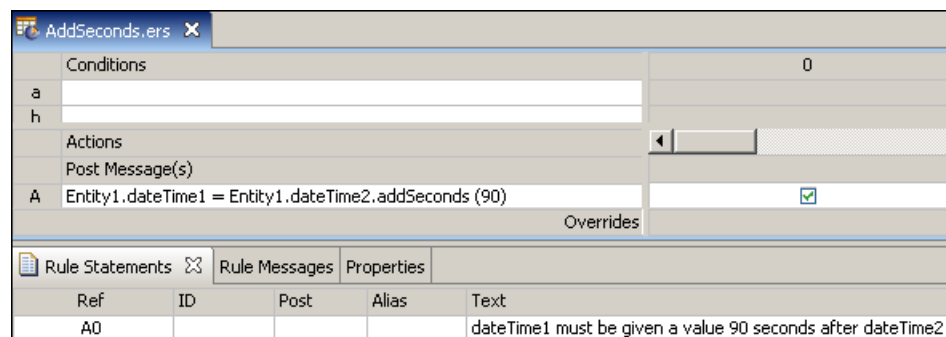 AddSeconds.ers
Conditions 0
a
h
Actions
Post Message(s)
A Entity1.dateTime1 = Entity1.dateTime2.addSeconds (90)
Overrides
Rule Statements Rule Messages Properties
Ref ID Post Alias Text
A0 dateTime1 must be given a value 90 seconds after dateTime2